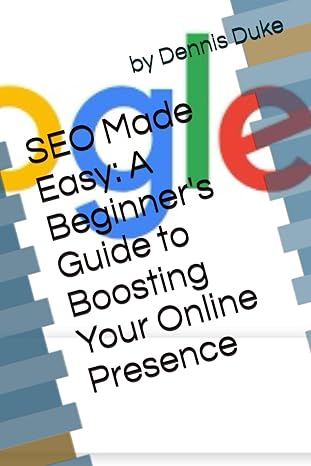 by Dennis Duke
ogle
SEO Made
Easy: A
Beginner's
Guide to
Boosting
Your Online
Presence